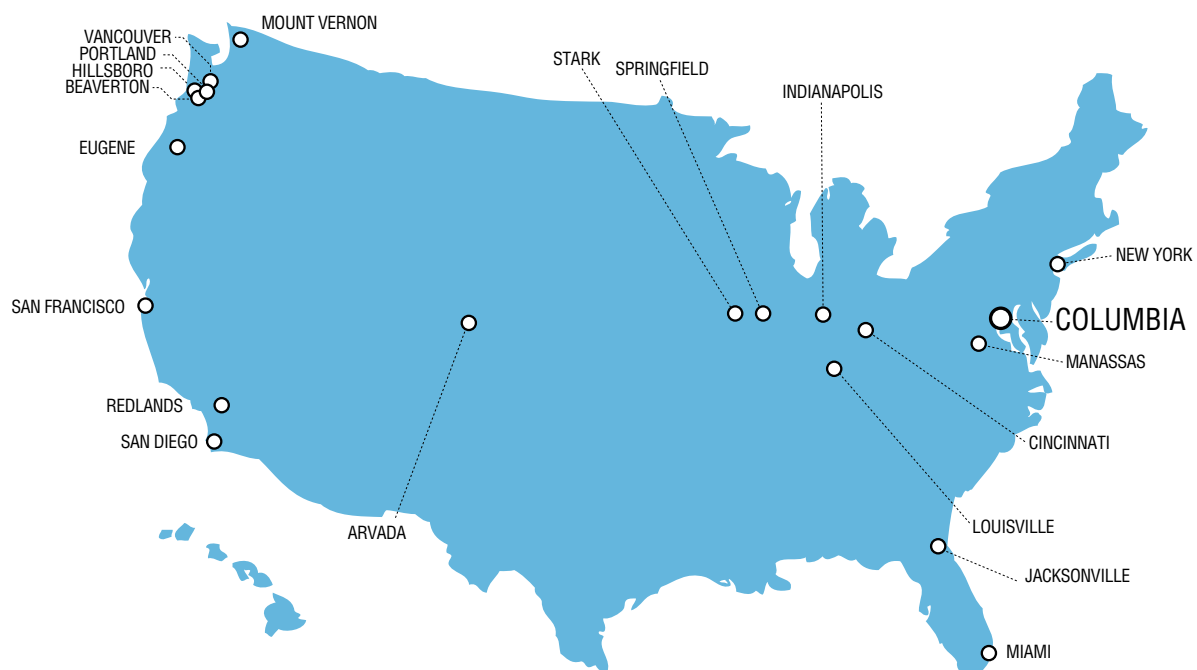 MOUNT VERNON
VANCOUVER
PORTLAND
HILLSBORO
BEAVERTON
STARK
SPRINGFIELD
INDIANAPOLIS
EUGENE
NEW YORK
SAN FRANCISCO
COLUMBIA
MANASSAS
REDLANDS
SAN DIEGO
CINCINNATI
ARVADA
LOUISVILLE
JACKSONVILLE
MIAMI